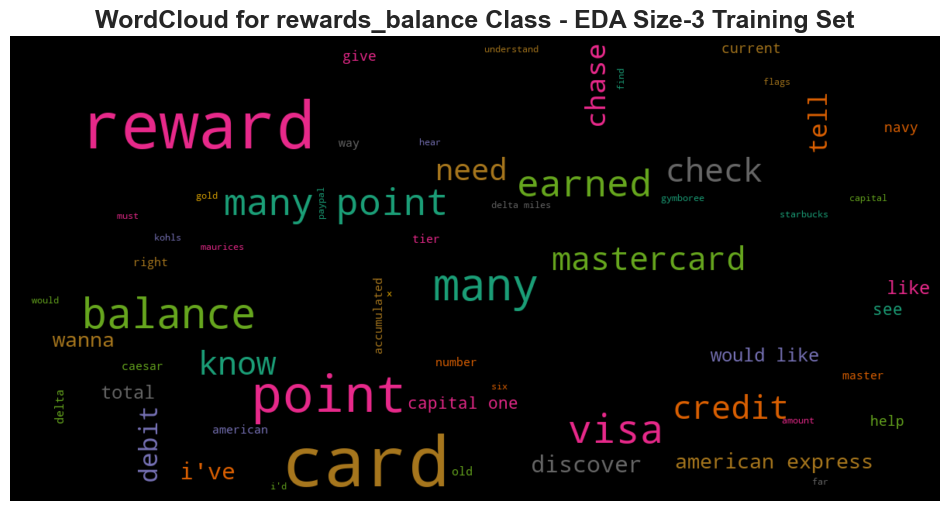 WordCloud for rewards_balance Class - EDA Size-3 Training Set
give
understand
chase
find
current
flags
tell
navy
reward
way
hear
need
earned
check
gold
many point
paypal
delta miles
gymboree
capital
starbucks
must
kohls
maurices
tier
right
mastercard
many
accumulated
x
like
see
would
balance
wanna
know
caesar
number
would like
master
delta
total
point
capital one
six
credit
amount
help
debit
american
visa
i've
card
i'd
old
discover
american express
far